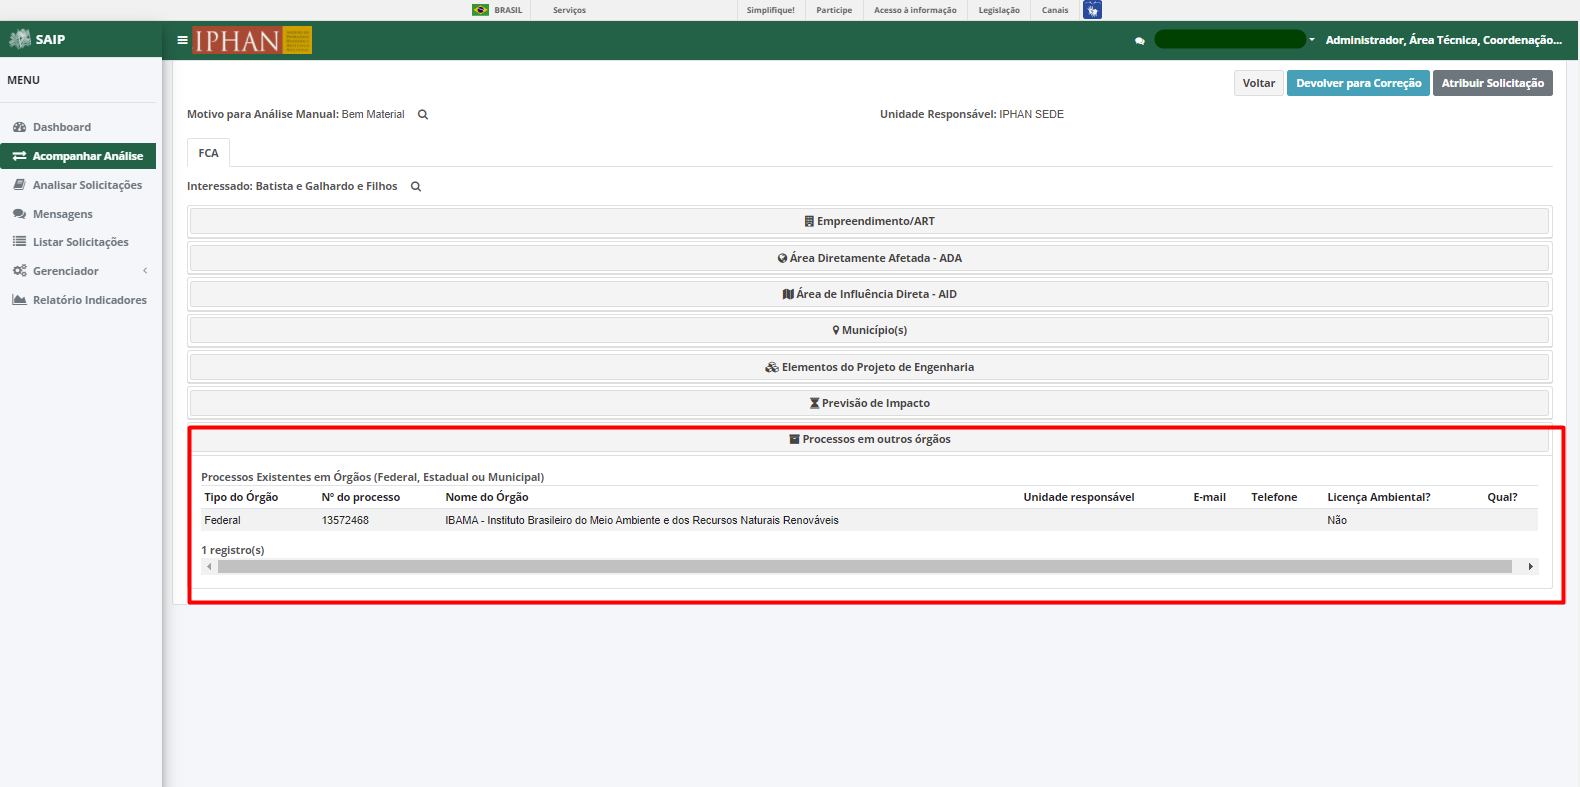 BRASIL Serviços Simplifique! Participe Acesso à informação Legislação Canais
SAIP
IPHAN
Administrador, Área Técnica, Coordenação...
MENU
Dashboard
Acompanhar Análise
Analisar Solicitações
Mensagens
Listar Solicitações
Gerenciador
Relatório Indicadores
Voltar Devolver para Correção Atribuir Solicitação
Motivo para Análise Manual: Bem Material Unidade Responsável: IPHAN SEDE
FCA
Interessado: Batista e Galhardo e Filhos
Empreendimento/ART
Área Diretamente Afetada - ADA
Área de Influência Direta - AID
Município(s)
Elementos do Projeto de Engenharia
Previsão de Impacto
Processos em outros órgãos
Processos Existentes em Órgãos (Federal, Estadual ou Municipal)
Tipo do Órgão Nº do processo Nome do Órgão Unidade responsável E-mail Telefone Licença Ambiental? Qual?
Federal 13572468 IBAMA - Instituto Brasileiro do Meio Ambiente e dos Recursos Naturais Renováveis Não
1 registro(s)